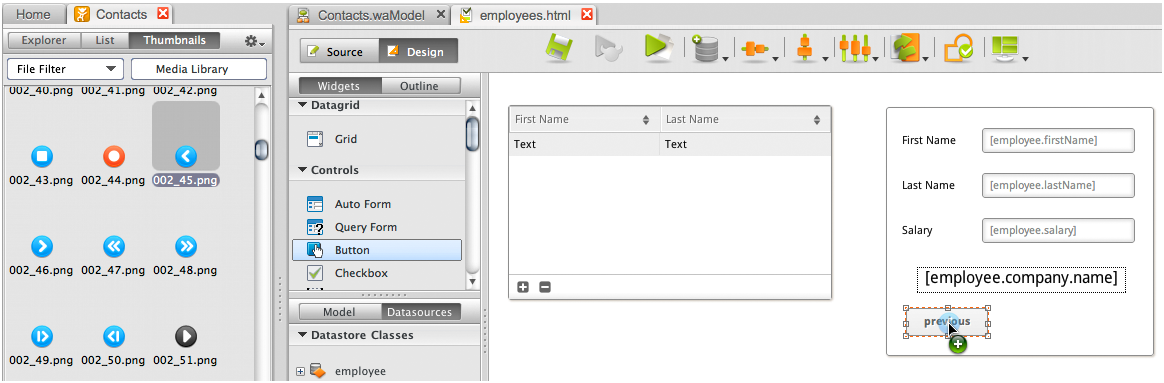 Home
Contacts
Contacts.waModel
employees.html
Explorer
List
Thumbnails
File Filter
Media Library
002_40.png 002_41.png 002_42.png
002_43.png 002_44.png 002_45.png
002_46.png 002_47.png 002_48.png
002_49.png 002_50.png 002_51.png
Source
Design
Widgets
Outline
Datagrid
Grid
Controls
Auto Form
Query Form
Button
Checkbox
Model
Datasources
Datastore Classes
employee
First Name Last Name
Text Text
First Name [employee.firstName]
Last Name [employee.lastName]
Salary [employee.salary]
[employee.company.name]
previous